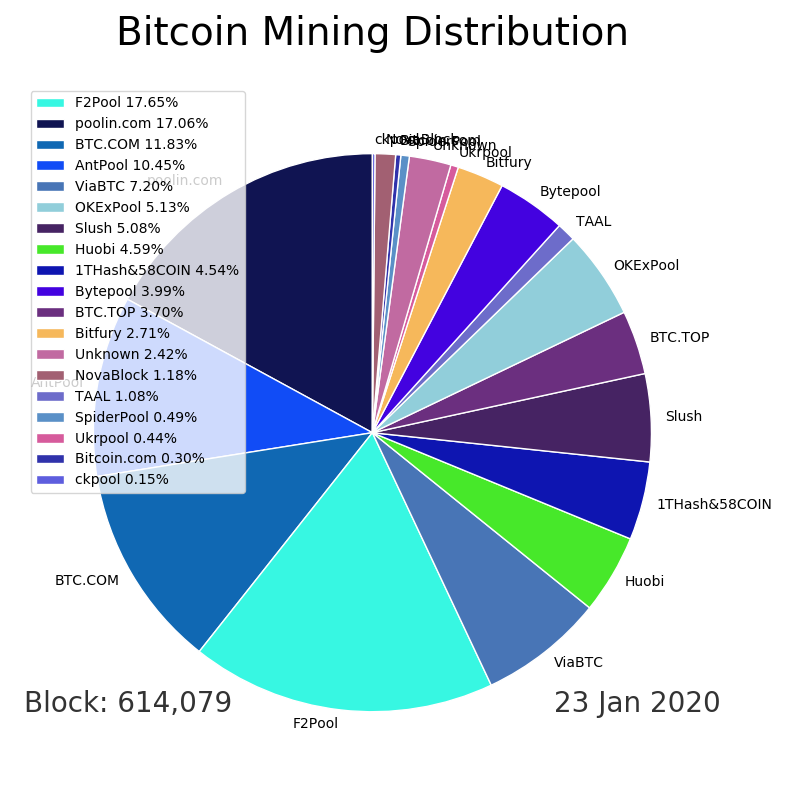 Bitcoin Mining Distribution
F2Pool 17.65%
poolin.com 17.06%
BTC.COM 11.83%
AntPool 10.45%
ViaBTC 7.20%
OKExPool 5.13%
Slush 5.08%
Huobi 4.59%
1THash&58COIN 4.54%
Bytepool 3.99%
BTC.TOP 3.70%
Bitfury 2.71%
Unknown 2.42%
NovaBlock 1.18%
TAAL 1.08%
SpiderPool 0.49%
Ukrpool 0.44%
Bitcoin.com 0.30%
ckpool 0.15%
poolin.com
AntPool
BTC.COM
F2Pool
ViaBTC
Huobi
1THash&58COIN
Slush
BTC.TOP
OKExPool
TAAL
Bytepool
Bitfury
Ukrpool
Unknown
Block: 614,079
23 Jan 2020